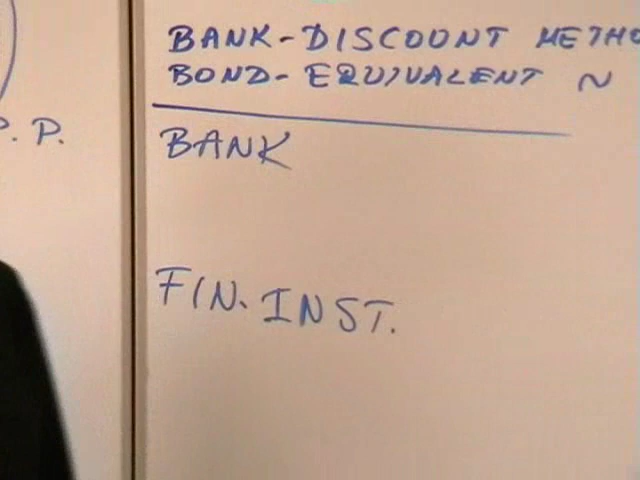 BANK-DISCOUNT METHO
BOND-EQUIVALENT ~
P. P.
BANK
FIN. INST.